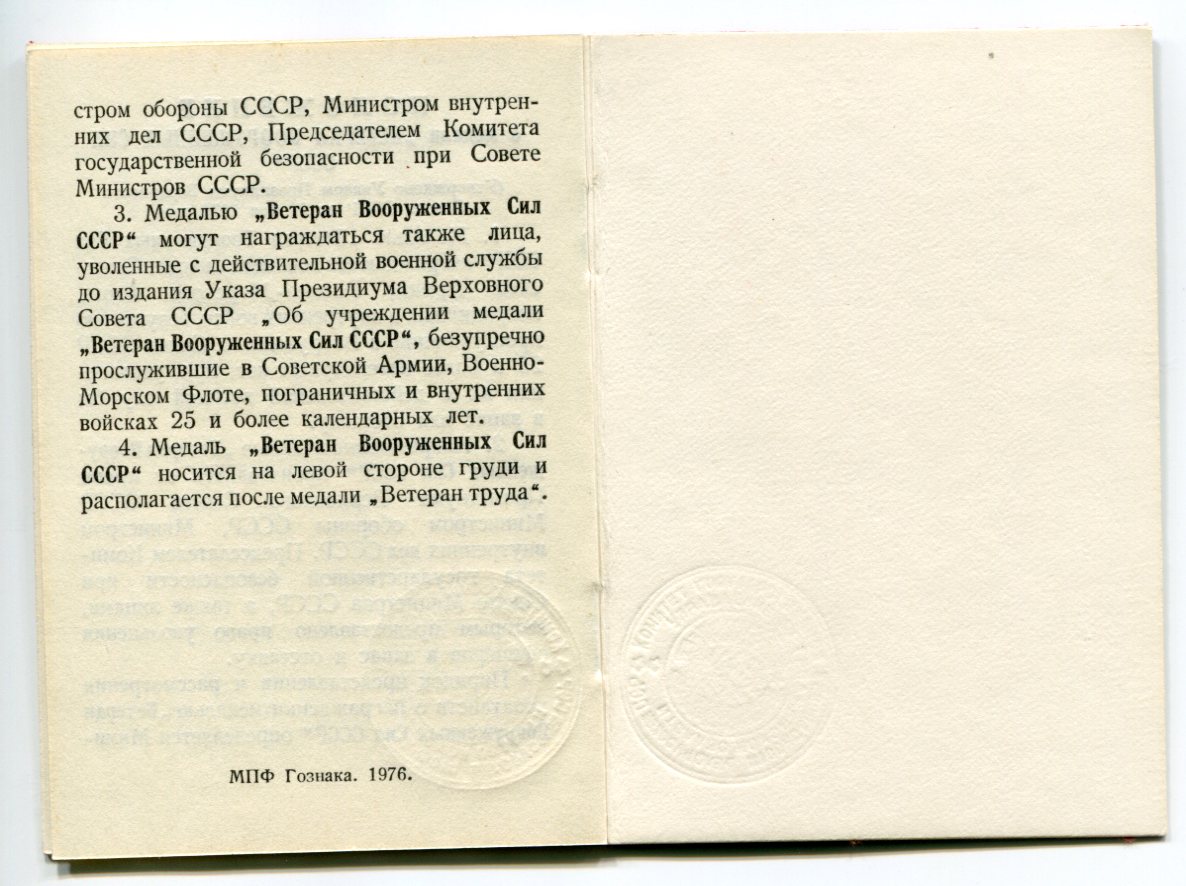 стром обороны СССР, Министром внутрен-
них дел СССР, Председателем Комитета
государственной безопасности при Совете
Министров СССР.
3. Медалью „Ветеран Вооруженных Сил
СССР“ могут награждаться также лица,
уволенные с действительной военной службы
до издания Указа Президиума Верховного
Совета СССР „Об учреждении медали
„Ветеран Вооруженных Сил СССР“, безупречно
прослужившие в Советской Армии, Военно-
Морском Флоте, пограничных и внутренних
войсках 25 и более календарных лет.
4. Медаль „Ветеран Вооруженных Сил
СССР“ носится на левой стороне груди и
располагается после медали „Ветеран труда“.
МПФ Гознака. 1976.